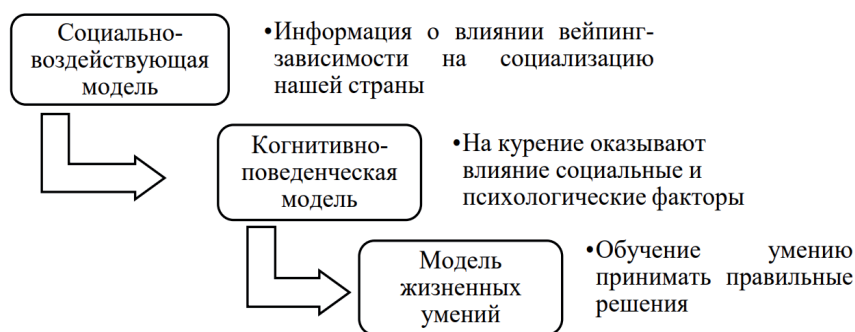 Социально-
воздействующая
модель
•Информация о влиянии вейпинг-
зависимости на социализацию
нашей страны
Когнитивно-
поведенческая
модель
•На курение оказывают
влияние социальные и
психологические факторы
Модель
жизненных
умений
•Обучение умению
принимать правильные
решения